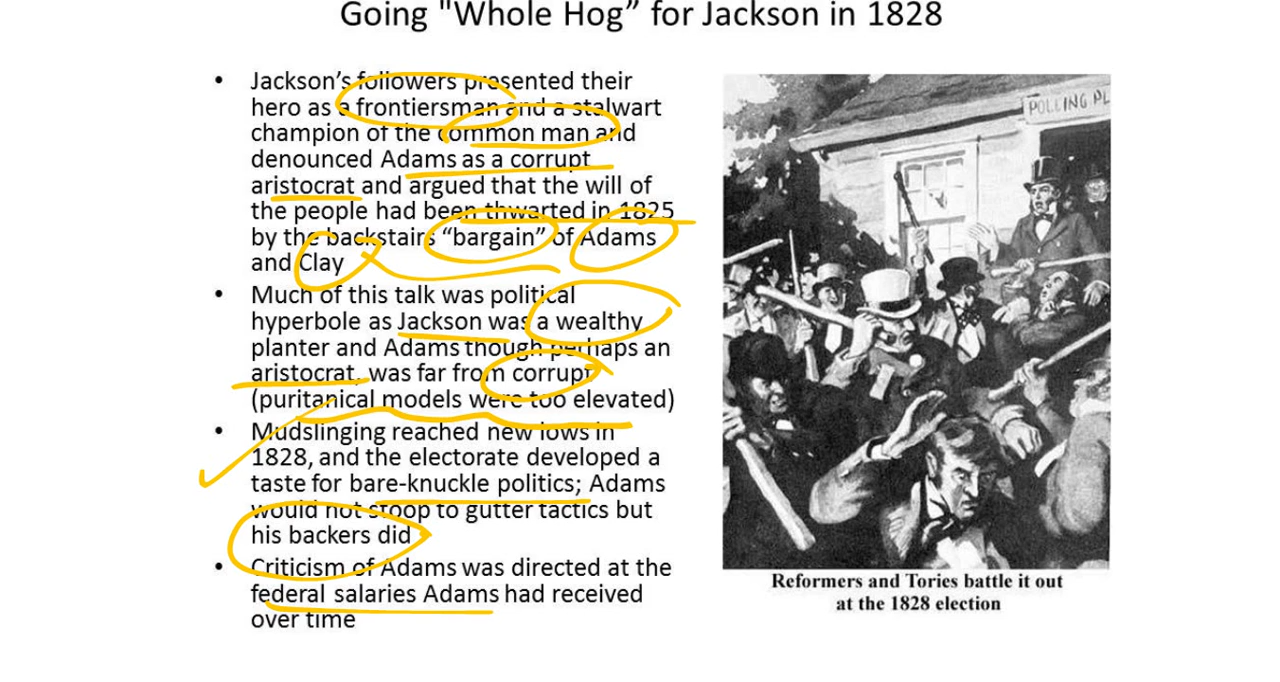 Going "Whole Hog” for Jackson in 1828
• Jackson’s followers presented their
hero as a frontiersman and a stalwart
champion of the common man and
denounced Adams as a corrupt
aristocrat and argued that the will of
the people had been thwarted in 1825
by the backstairs “bargain” of Adams
and Clay
• Much of this talk was political
hyperbole as Jackson was a wealthy
planter and Adams though perhaps an
aristocrat, was far from corrupt
(puritanical models were too elevated)
• Mudslinging reached new lows in
1828, and the electorate developed a
taste for bare-knuckle politics; Adams
would not stoop to gutter tactics but
his backers did
• Criticism of Adams was directed at the
federal salaries Adams had received
over time
POLLING PL
Reformers and Tories battle it out
at the 1828 election